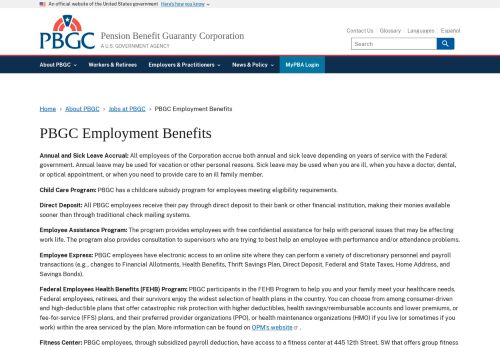 An official website of the United States government Here's how you know
Contact Us Glossary Languages Español
PBGC
Pension Benefit Guaranty Corporation
A U.S. GOVERNMENT AGENCY
Search
About PBGC Workers & Retirees Employers & Practitioners News & Policy MyPBA Login
Home › About PBGC › Jobs at PBGC › PBGC Employment Benefits
PBGC Employment Benefits
Annual and Sick Leave Accrual: All employees of the Corporation accrue both annual and sick leave depending on years of service with the Federal
government. Annual leave may be used for vacation or other personal reasons. Sick leave may be used when you are ill, when you have a doctor, dental,
or optical appointment, or when you need to provide care to an ill family member.
Child Care Program: PBGC has a childcare subsidy program for employees meeting eligibility requirements.
Direct Deposit: All PBGC employees receive their pay through direct deposit to their bank or other financial institution, making their monies available
sooner than through traditional check mailing systems.
Employee Assistance Program: The program provides employees with free confidential assistance for help with personal issues that may be affecting
work life. The program also provides consultation to supervisors who are trying to best help an employee with performance and/or attendance problems.
Employee Express: PBGC employees have electronic access to an online site where they can perform a variety of discretionary personnel and payroll
transactions (e.g., changes to Financial Allotments, Health Benefits, Thrift Savings Plan, Direct Deposit, Federal and State Taxes, Home Address, and
Savings Bonds).
Federal Employees Health Benefits (FEHB) Program: PBGC participates in the FEHB Program to help you and your family meet your healthcare needs.
Federal employees, retirees, and their survivors enjoy the widest selection of health plans in the country. You can choose from among consumer-driven
and high-deductible plans that offer catastrophic risk protection with higher deductibles, health savings/reimbursable accounts and lower premiums, or
fee-for-service (FFS) plans, and their preferred provider organizations (PPO), or health maintenance organizations (HMO) if you live (or sometimes if
you work) within the area serviced by the plan. More information can be found on OPM's website .
Fitness Center: PBGC employees, through subsidized payroll deduction, have access to a fitness center at 445 12th Street, SW that offers group fitness